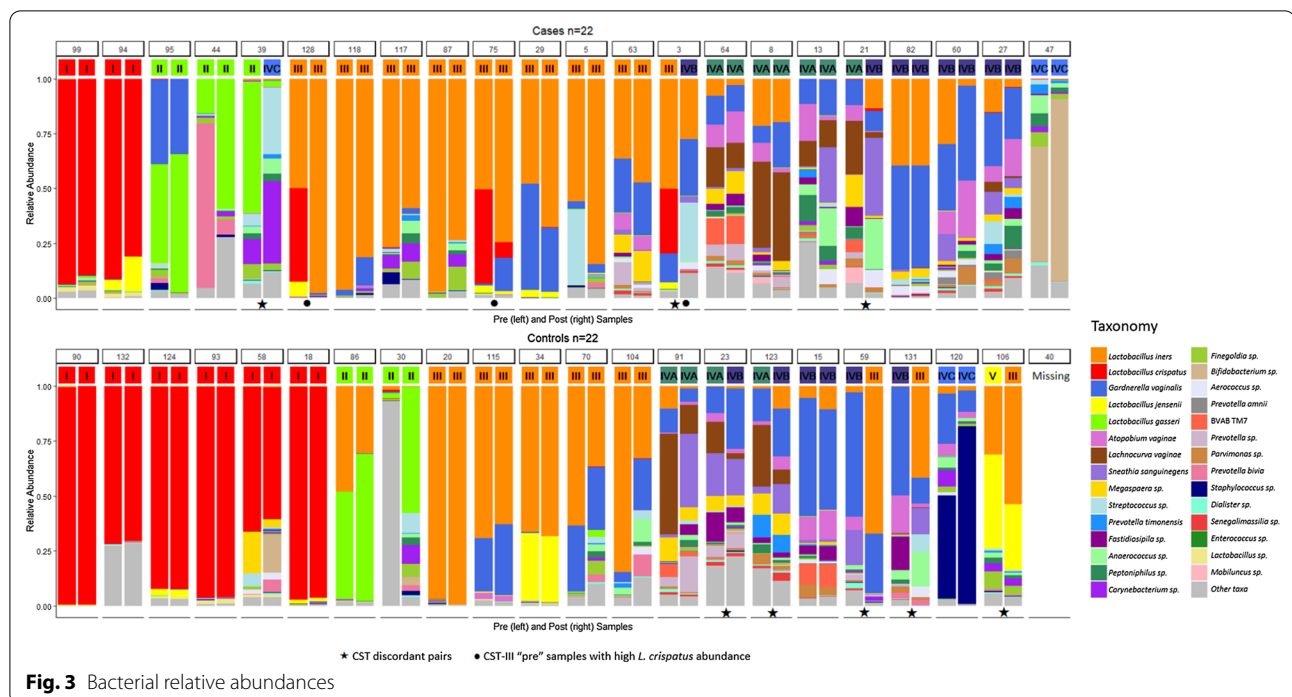 Cases n=22
99 94 95 44 39 128 118 117 87 75 29 5 63 3 64 8 13 21 82 60 27 47
I I I I II II II II II IVC III III III III III III III III III III III III III III III III III IVB IVA IVA IVA IVA IVA IVA IVA IVB IVB IVB IVB IVB IVB IVB IVC IVC
Relative Abundance
1.00
0.75
0.50
0.25
0.00
Pre (left) and Post (right) Samples
Controls n=22
90 132 124 93 58 18 86 30 20 115 34 70 104 91 23 123 15 59 131 120 106 40
I I I I I I I I I I I I II II II II III III III III III III III III III III IVA IVA IVA IVB IVA IVB IVB IVB IVB III IVB III IVC IVC V III Missing
Relative Abundance
1.00
0.75
0.50
0.25
0.00
Pre (left) and Post (right) Samples
★ CST discordant pairs ● CST-III "pre" samples with high L. crispatus abundance
Taxonomy
Lactobacillus iners
Lactobacillus crispatus
Gardnerella vaginalis
Lactobacillus jensenii
Lactobacillus gasseri
Atopobium vaginae
Lachnocurva vaginae
Sneathia sanguinegens
Megaspaera sp.
Streptococcus sp.
Prevotella timonensis
Fastidiosipila sp.
Anaerococcus sp.
Peptoniphilus sp.
Corynebacterium sp.
Finegoldia sp.
Bifidobacterium sp.
Aerococcus sp.
Prevotella amnii
BVAB TM7
Prevotella sp.
Parvimonas sp.
Prevotella bivia
Staphylococcus sp.
Dialister sp.
Senegalimassilia sp.
Enterococcus sp.
Lactobacillus sp.
Mobiluncus sp.
Other taxa
Fig. 3 Bacterial relative abundances